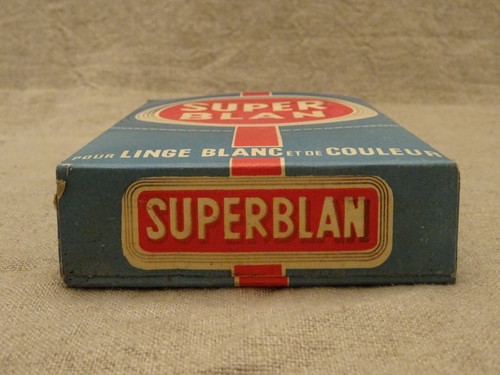 SUPER
BLAN
POUR LINGE BLANC ET DE COULEUR
SUPERBLAN